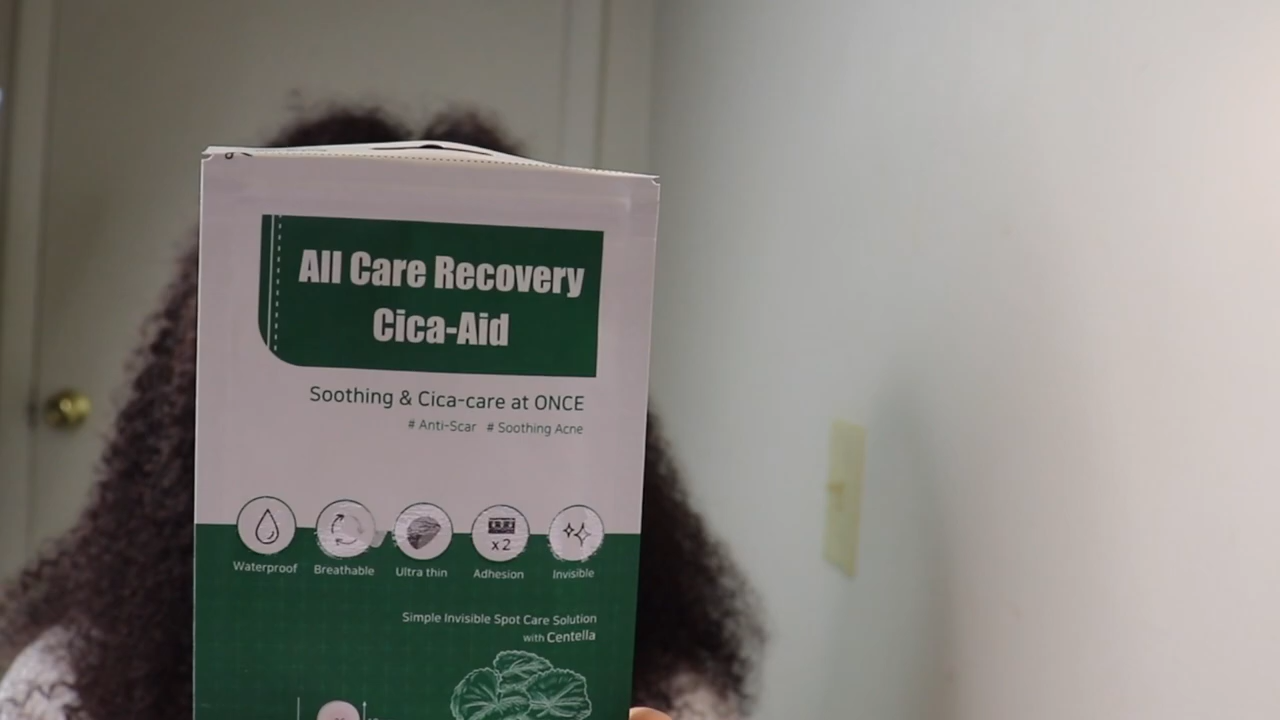 All Care Recovery
Cica-Aid
Soothing & Cica-care at ONCE
# Anti-Scar # Soothing Acne
x2
Waterproof Breathable Ultra thin Adhesion Invisible
Simple Invisible Spot Care Solution
with Centella